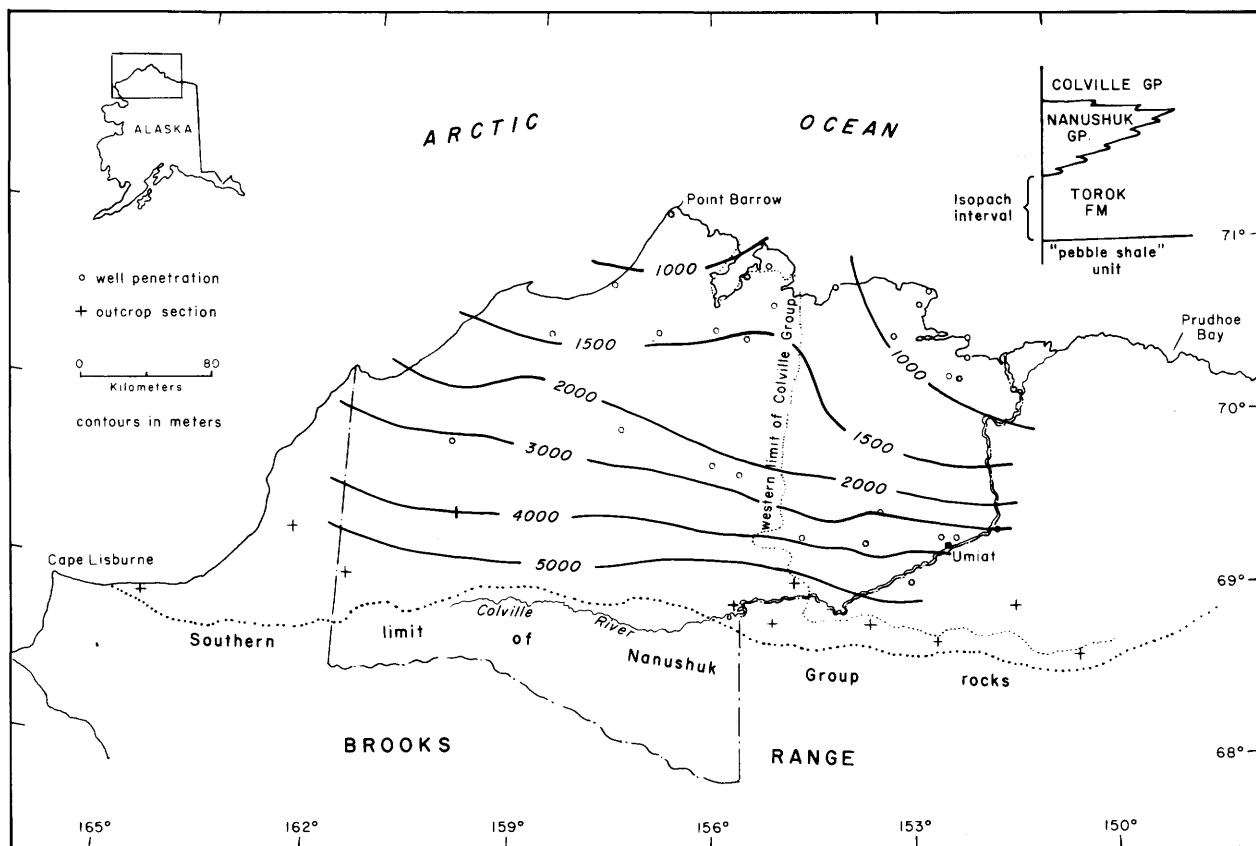 ALASKA
ARCTIC OCEAN
COLVILLE GP.
NANUSHUK
GP.
Isopach
interval
TOROK
FM
"pebble shale"
unit
Point Barrow
Prudhoe
Bay
o well penetration
+ outcrop section
0 80
Kilometers
contours in meters
1000
1500
2000
3000
4000
5000
1000
1500
2000
western limit of Colville Group
Umiat
Cape Lisburne
Colville River
Southern limit of Nanushuk Group rocks
BROOKS RANGE
71°
70°
69°
68°
165° 162° 159° 156° 153° 150°